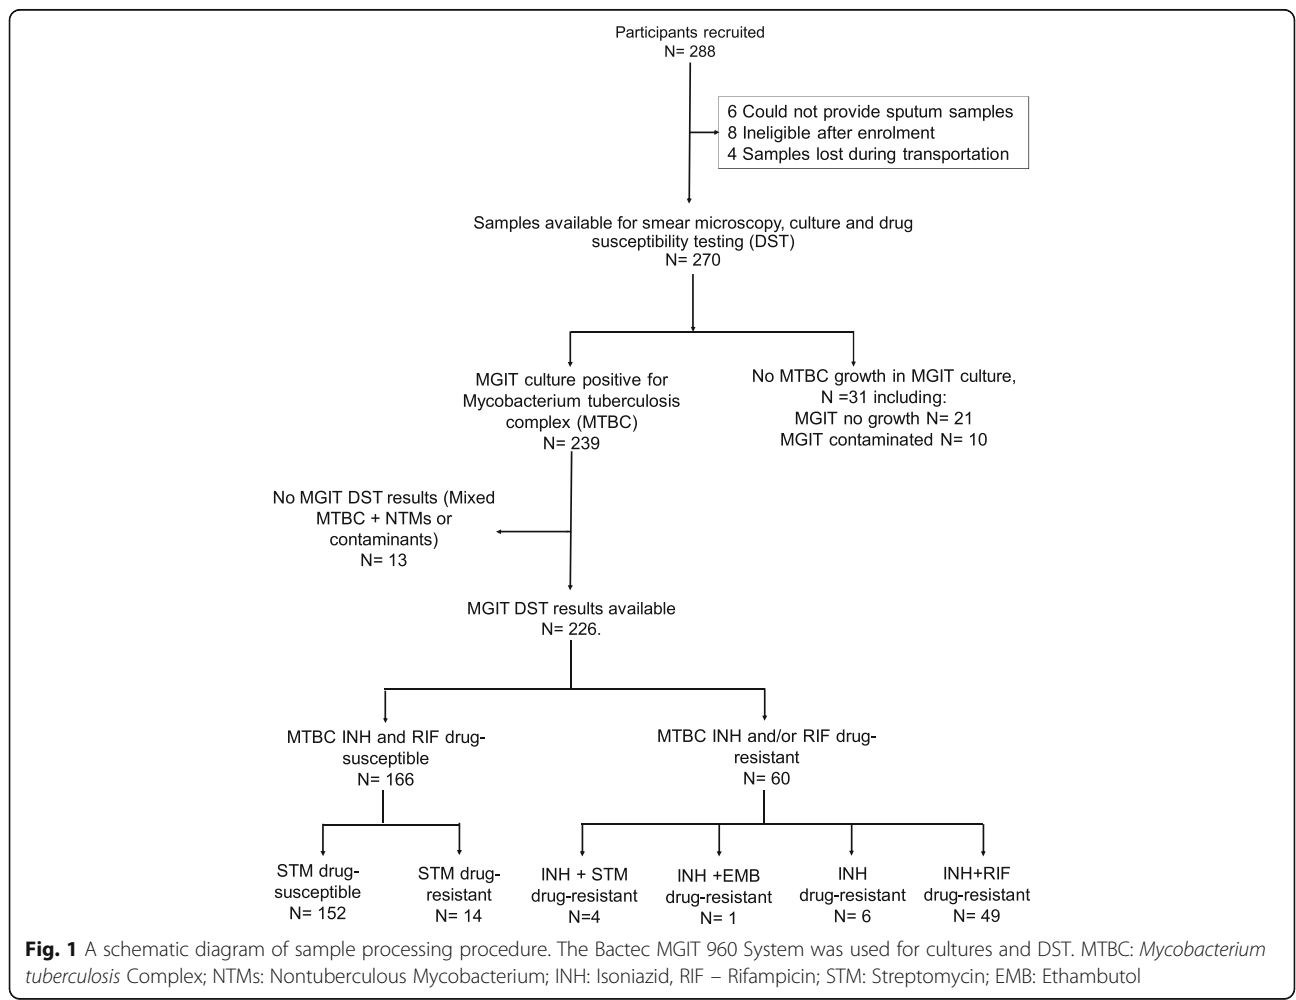 Participants recruited
N= 288
6 Could not provide sputum samples
8 Ineligible after enrolment
4 Samples lost during transportation
Samples available for smear microscopy, culture and drug
susceptibility testing (DST)
N= 270
MGIT culture positive for
Mycobacterium tuberculosis
complex (MTBC)
N= 239
No MTBC growth in MGIT culture,
N =31 including:
MGIT no growth N= 21
MGIT contaminated N= 10
No MGIT DST results (Mixed
MTBC + NTMs or
contaminants)
N= 13
MGIT DST results available
N= 226.
MTBC INH and RIF drug-
susceptible
N= 166
MTBC INH and/or RIF drug-
resistant
N= 60
STM drug-
susceptible
N= 152
STM drug-
resistant
N= 14
INH + STM
drug-resistant
N=4
INH +EMB
drug-resistant
N= 1
INH
drug-resistant
N= 6
INH+RIF
drug-resistant
N= 49
Fig. 1 A schematic diagram of sample processing procedure. The Bactec MGIT 960 System was used for cultures and DST. MTBC: Mycobacterium
tuberculosis Complex; NTMs: Nontuberculous Mycobacterium; INH: Isoniazid, RIF – Rifampicin; STM: Streptomycin; EMB: Ethambutol